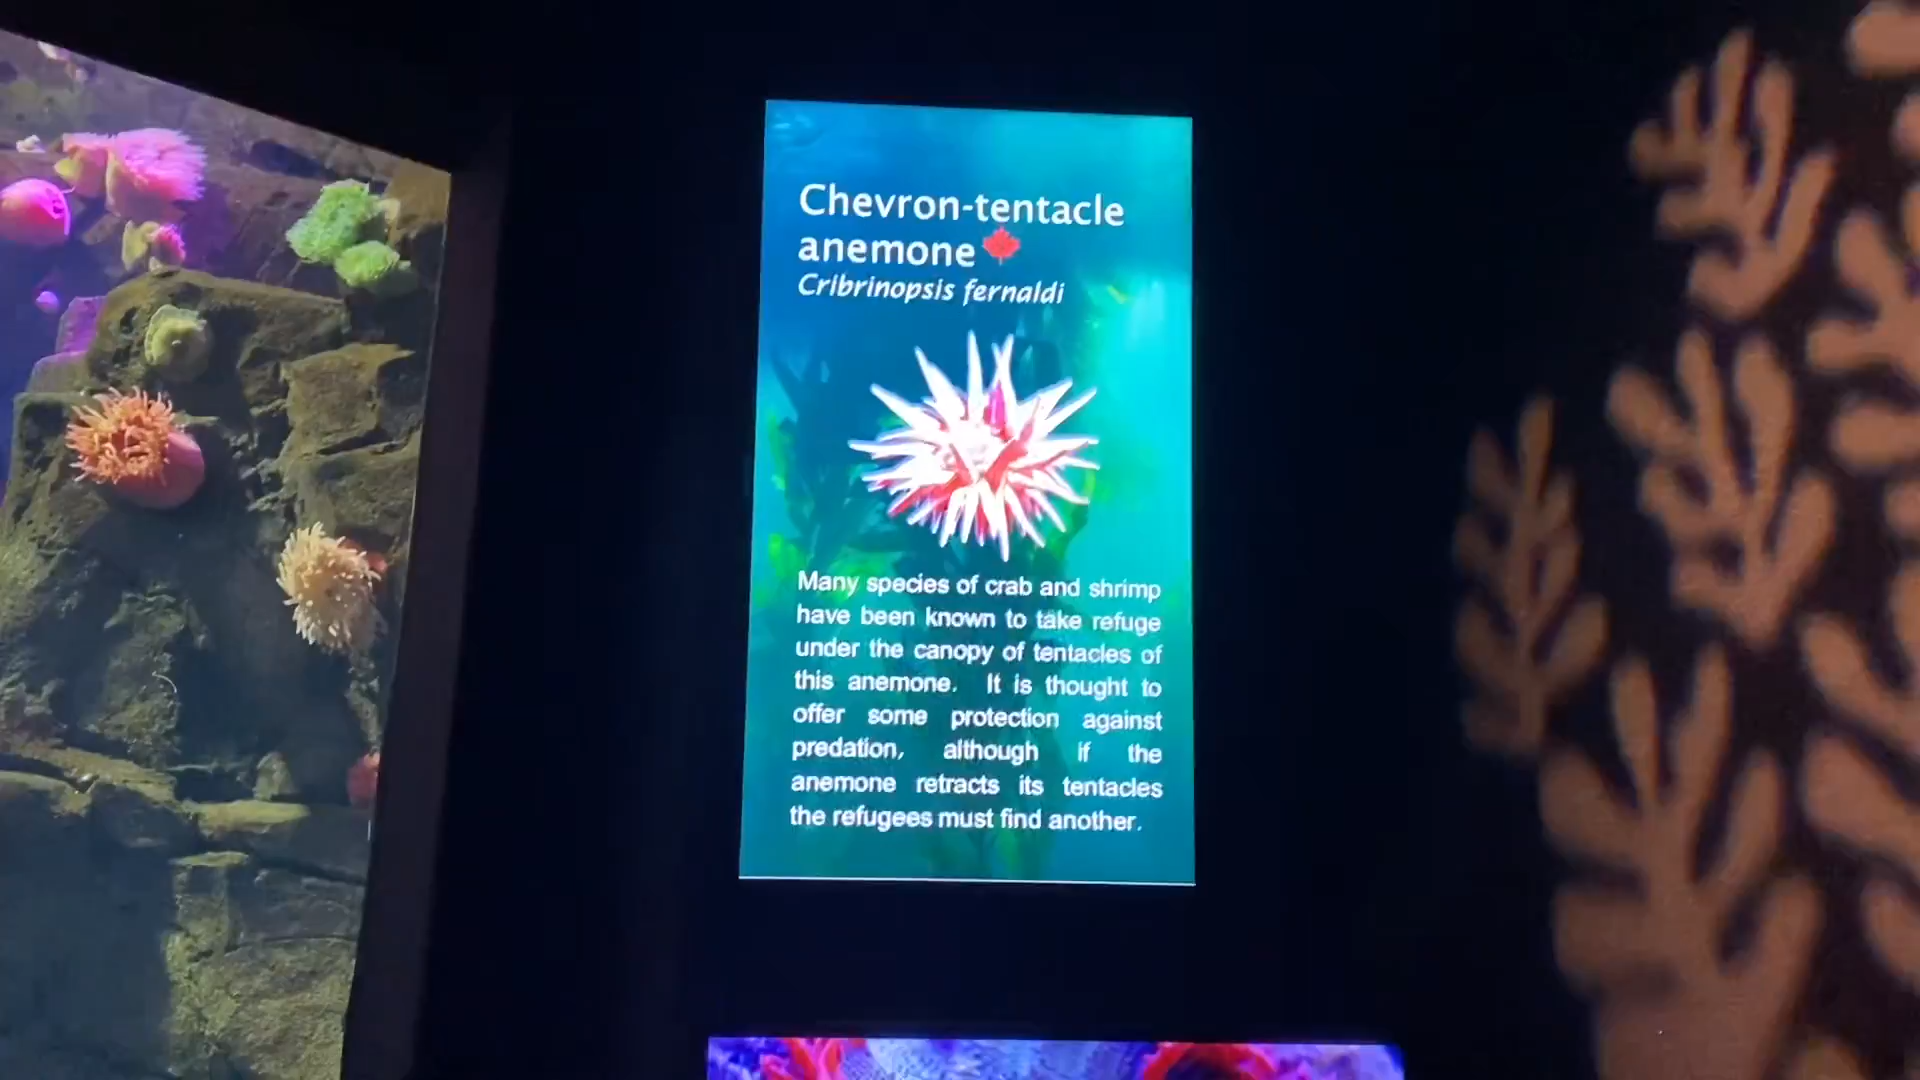 Chevron-tentacle
anemone
Cribrinopsis fernaldi
Many species of crab and shrimp
have been known to take refuge
under the canopy of tentacles of
this anemone. It is thought to
offer some protection against
predation, although if the
anemone retracts its tentacles
the refugees must find another.